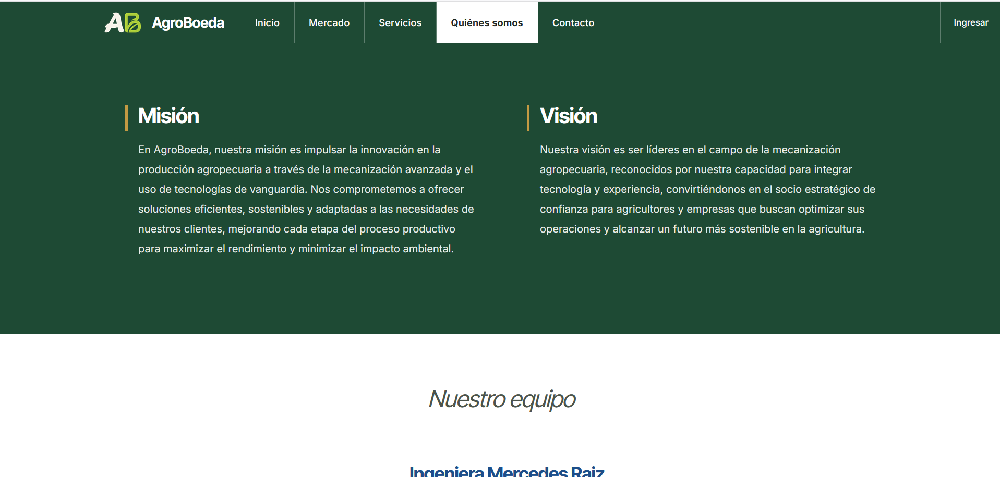 AB AgroBoeda Inicio Mercado Servicios Quiénes somos Contacto Ingresar
Misión
En AgroBoeda, nuestra misión es impulsar la innovación en la
producción agropecuaria a través de la mecanización avanzada y el
uso de tecnologías de vanguardia. Nos comprometemos a ofrecer
soluciones eficientes, sostenibles y adaptadas a las necesidades de
nuestros clientes, mejorando cada etapa del proceso productivo
para maximizar el rendimiento y minimizar el impacto ambiental.
Visión
Nuestra visión es ser líderes en el campo de la mecanización
agropecuaria, reconocidos por nuestra capacidad para integrar
tecnología y experiencia, convirtiéndonos en el socio estratégico de
confianza para agricultores y empresas que buscan optimizar sus
operaciones y alcanzar un futuro más sostenible en la agricultura.
Nuestro equipo
Ingeniera Mercedes Raiz